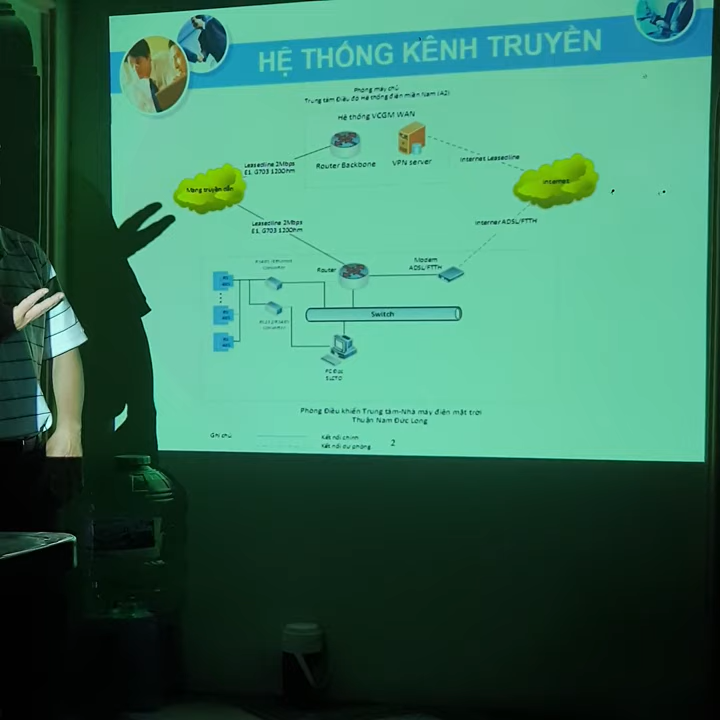 HỆ THỐNG KÊNH TRUYỀN
Phòng máy chủ
Trung tâm Điều độ Hệ thống điện miền Nam (A2)
Hệ thống VCGM WAN
Router Backbone
VPN server
Leasedline 2Mbps
E1, G703 120Ohm
Internet Leasedline
Mạng truyền dẫn
Internet
Leasedline 2Mbps
E1, G703 120Ohm
Internet ADSL/FTTH
Router
Modem
ADSL/FTTH
Switch
Phòng Điều khiển Trung tâm-Nhà máy điện mặt trời
Thuận Nam Đức Long
Ghi chú
Kết nối chính
Kết nối dự phòng
2